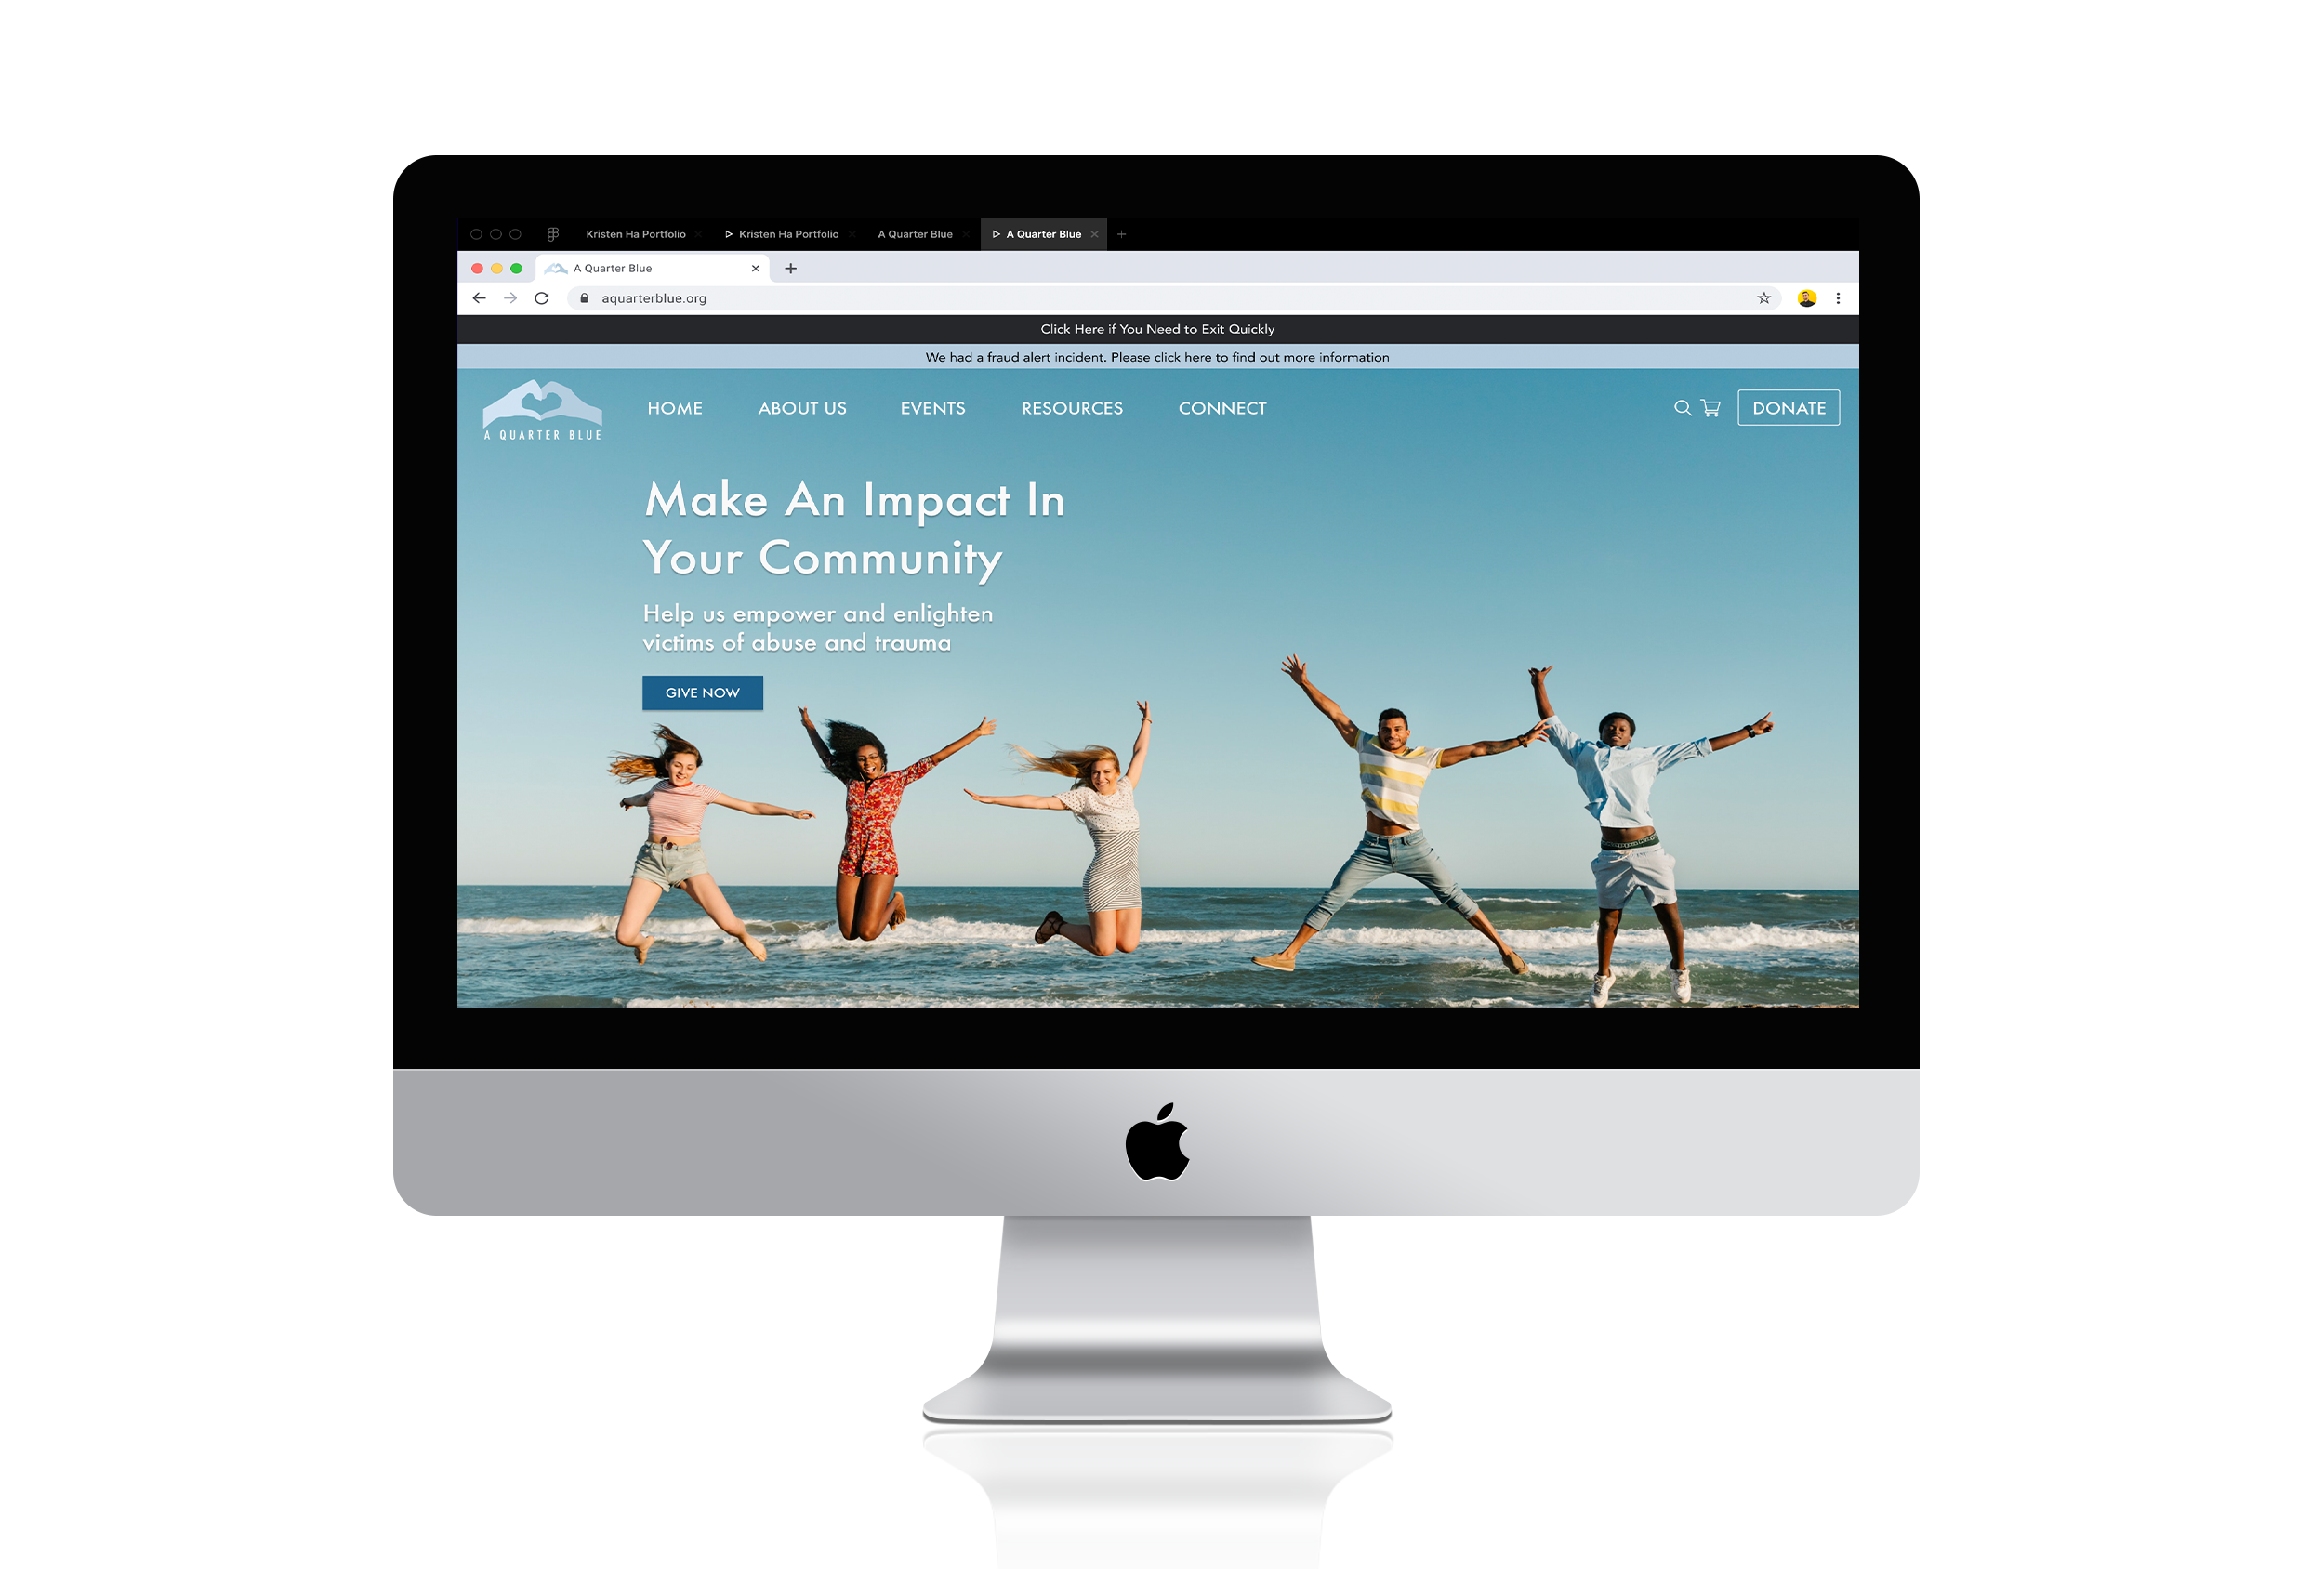 Kristen Ha Portfolio
Kristen Ha Portfolio
A Quarter Blue
A Quarter Blue
A Quarter Blue
aquarterblue.org
Click Here if You Need to Exit Quickly
We had a fraud alert incident. Please click here to find out more information
A QUARTER BLUE
HOME
ABOUT US
EVENTS
RESOURCES
CONNECT
DONATE
Make An Impact In
Your Community
Help us empower and enlighten
victims of abuse and trauma
GIVE NOW